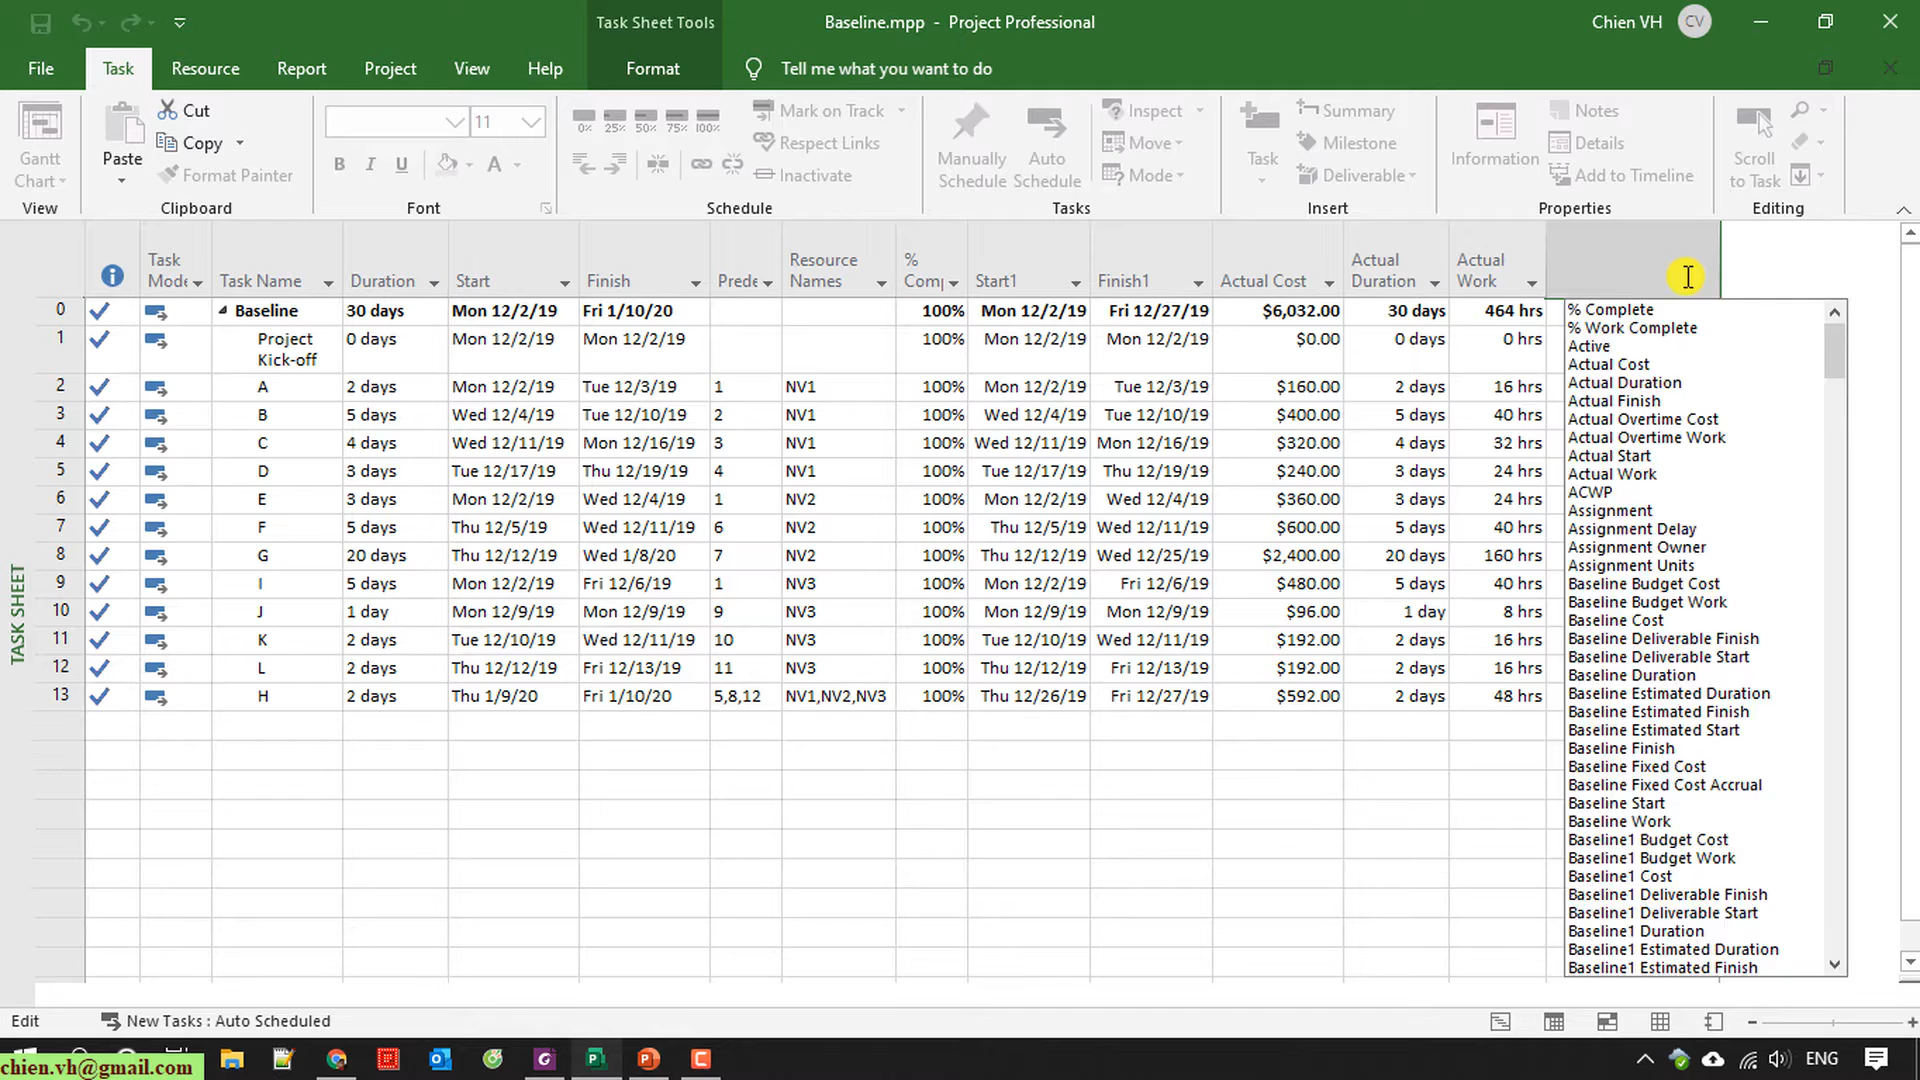 Task Sheet Tools
Baseline.mpp - Project Professional
Chien VH CV
File Task Resource Report Project View Help Format Tell me what you want to do
Gantt Chart
View
Paste
Cut
Copy
Format Painter
Clipboard
11
B I U A
Font
0% 25% 50% 75% 100%
Mark on Track
Respect Links
Inactivate
Schedule
Manually Schedule
Auto Schedule
Inspect
Move
Mode
Tasks
Task
Summary
Milestone
Deliverable
Insert
Information
Notes
Details
Add to Timeline
Properties
Scroll to Task
Editing
TASK SHEET
Task Mode Task Name Duration Start Finish Prede Resource Names % Comp Start1 Finish1 Actual Cost Actual Duration Actual Work
0 Baseline 30 days Mon 12/2/19 Fri 1/10/20 100% Mon 12/2/19 Fri 12/27/19 $6,032.00 30 days 464 hrs
1 Project Kick-off 0 days Mon 12/2/19 Mon 12/2/19 100% Mon 12/2/19 Mon 12/2/19 $0.00 0 days 0 hrs
2 A 2 days Mon 12/2/19 Tue 12/3/19 1 NV1 100% Mon 12/2/19 Tue 12/3/19 $160.00 2 days 16 hrs
3 B 5 days Wed 12/4/19 Tue 12/10/19 2 NV1 100% Wed 12/4/19 Tue 12/10/19 $400.00 5 days 40 hrs
4 C 4 days Wed 12/11/19 Mon 12/16/19 3 NV1 100% Wed 12/11/19 Mon 12/16/19 $320.00 4 days 32 hrs
5 D 3 days Tue 12/17/19 Thu 12/19/19 4 NV1 100% Tue 12/17/19 Thu 12/19/19 $240.00 3 days 24 hrs
6 E 3 days Mon 12/2/19 Wed 12/4/19 1 NV2 100% Mon 12/2/19 Wed 12/4/19 $360.00 3 days 24 hrs
7 F 5 days Thu 12/5/19 Wed 12/11/19 6 NV2 100% Thu 12/5/19 Wed 12/11/19 $600.00 5 days 40 hrs
8 G 20 days Thu 12/12/19 Wed 1/8/20 7 NV2 100% Thu 12/12/19 Wed 12/25/19 $2,400.00 20 days 160 hrs
9 I 5 days Mon 12/2/19 Fri 12/6/19 1 NV3 100% Mon 12/2/19 Fri 12/6/19 $480.00 5 days 40 hrs
10 J 1 day Mon 12/9/19 Mon 12/9/19 9 NV3 100% Mon 12/9/19 Mon 12/9/19 $96.00 1 day 8 hrs
11 K 2 days Tue 12/10/19 Wed 12/11/19 10 NV3 100% Tue 12/10/19 Wed 12/11/19 $192.00 2 days 16 hrs
12 L 2 days Thu 12/12/19 Fri 12/13/19 11 NV3 100% Thu 12/12/19 Fri 12/13/19 $192.00 2 days 16 hrs
13 H 2 days Thu 1/9/20 Fri 1/10/20 5,8,12 NV1,NV2,NV3 100% Thu 12/26/19 Fri 12/27/19 $592.00 2 days 48 hrs
% Complete
% Work Complete
Active
Actual Cost
Actual Duration
Actual Finish
Actual Overtime Cost
Actual Overtime Work
Actual Start
Actual Work
ACWP
Assignment
Assignment Delay
Assignment Owner
Assignment Units
Baseline Budget Cost
Baseline Budget Work
Baseline Cost
Baseline Deliverable Finish
Baseline Deliverable Start
Baseline Duration
Baseline Estimated Duration
Baseline Estimated Finish
Baseline Estimated Start
Baseline Finish
Baseline Fixed Cost
Baseline Fixed Cost Accrual
Baseline Start
Baseline Work
Baseline1 Budget Cost
Baseline1 Budget Work
Baseline1 Cost
Baseline1 Deliverable Finish
Baseline1 Deliverable Start
Baseline1 Duration
Baseline1 Estimated Duration
Baseline1 Estimated Finish
Edit New Tasks : Auto Scheduled
chien.vh@gmail.com
ENG